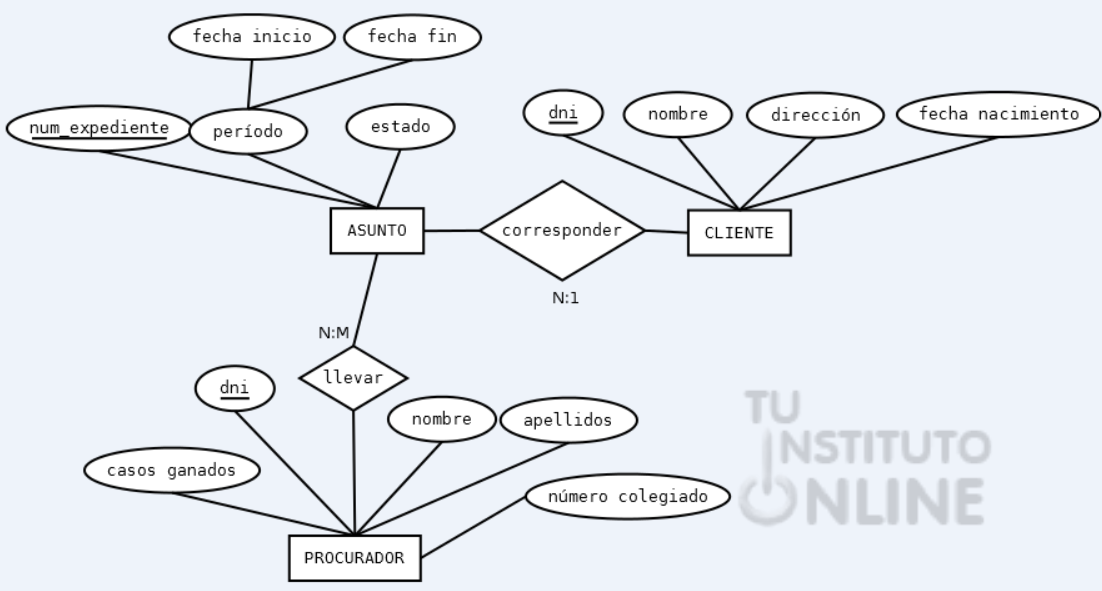 fecha inicio
fecha fin
num_expediente
período
estado
dni
nombre
dirección
fecha nacimiento
ASUNTO
corresponder
CLIENTE
N:1
N:M
llevar
dni
nombre
apellidos
casos ganados
número colegiado
PROCURADOR
TU
INSTITUTO
ONLINE